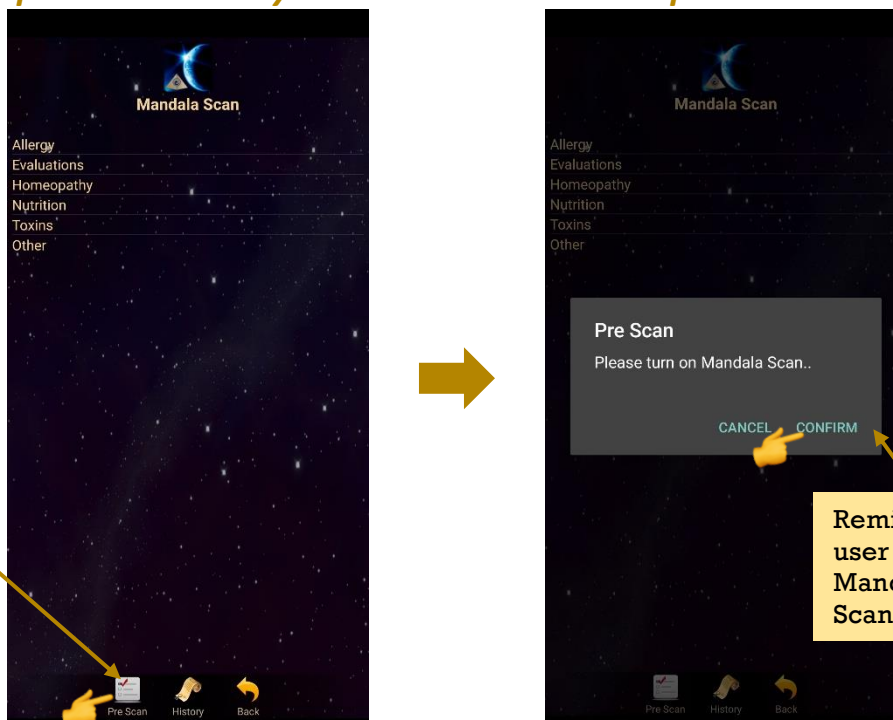 Mandala Scan
Allergy
Evaluations
Homeopathy
Nutrition
Toxins
Other
Pre Scan History Back
Mandala Scan
Allergy
Evaluations
Homeopathy
Nutrition
Toxins
Other
Pre Scan
Please turn on Mandala Scan..
CANCEL CONFIRM
user
Scan
Pre Scan History Back